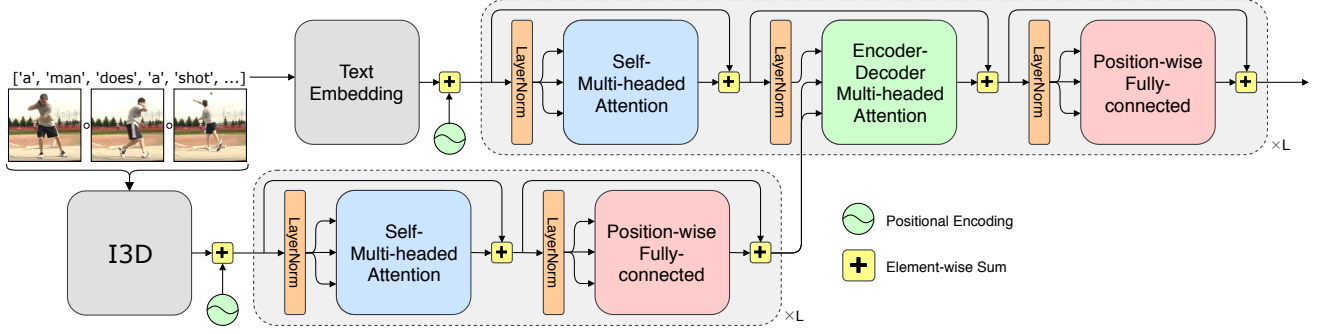 ['a', 'man', 'does', 'a', 'shot', ...]
Text
Embedding
LayerNorm
Self-
Multi-headed
Attention
LayerNorm
Encoder-
Decoder
Multi-headed
Attention
LayerNorm
Position-wise
Fully-
connected
×L
I3D
LayerNorm
Self-
Multi-headed
Attention
LayerNorm
Position-wise
Fully-
connected
×L
Positional Encoding
Element-wise Sum